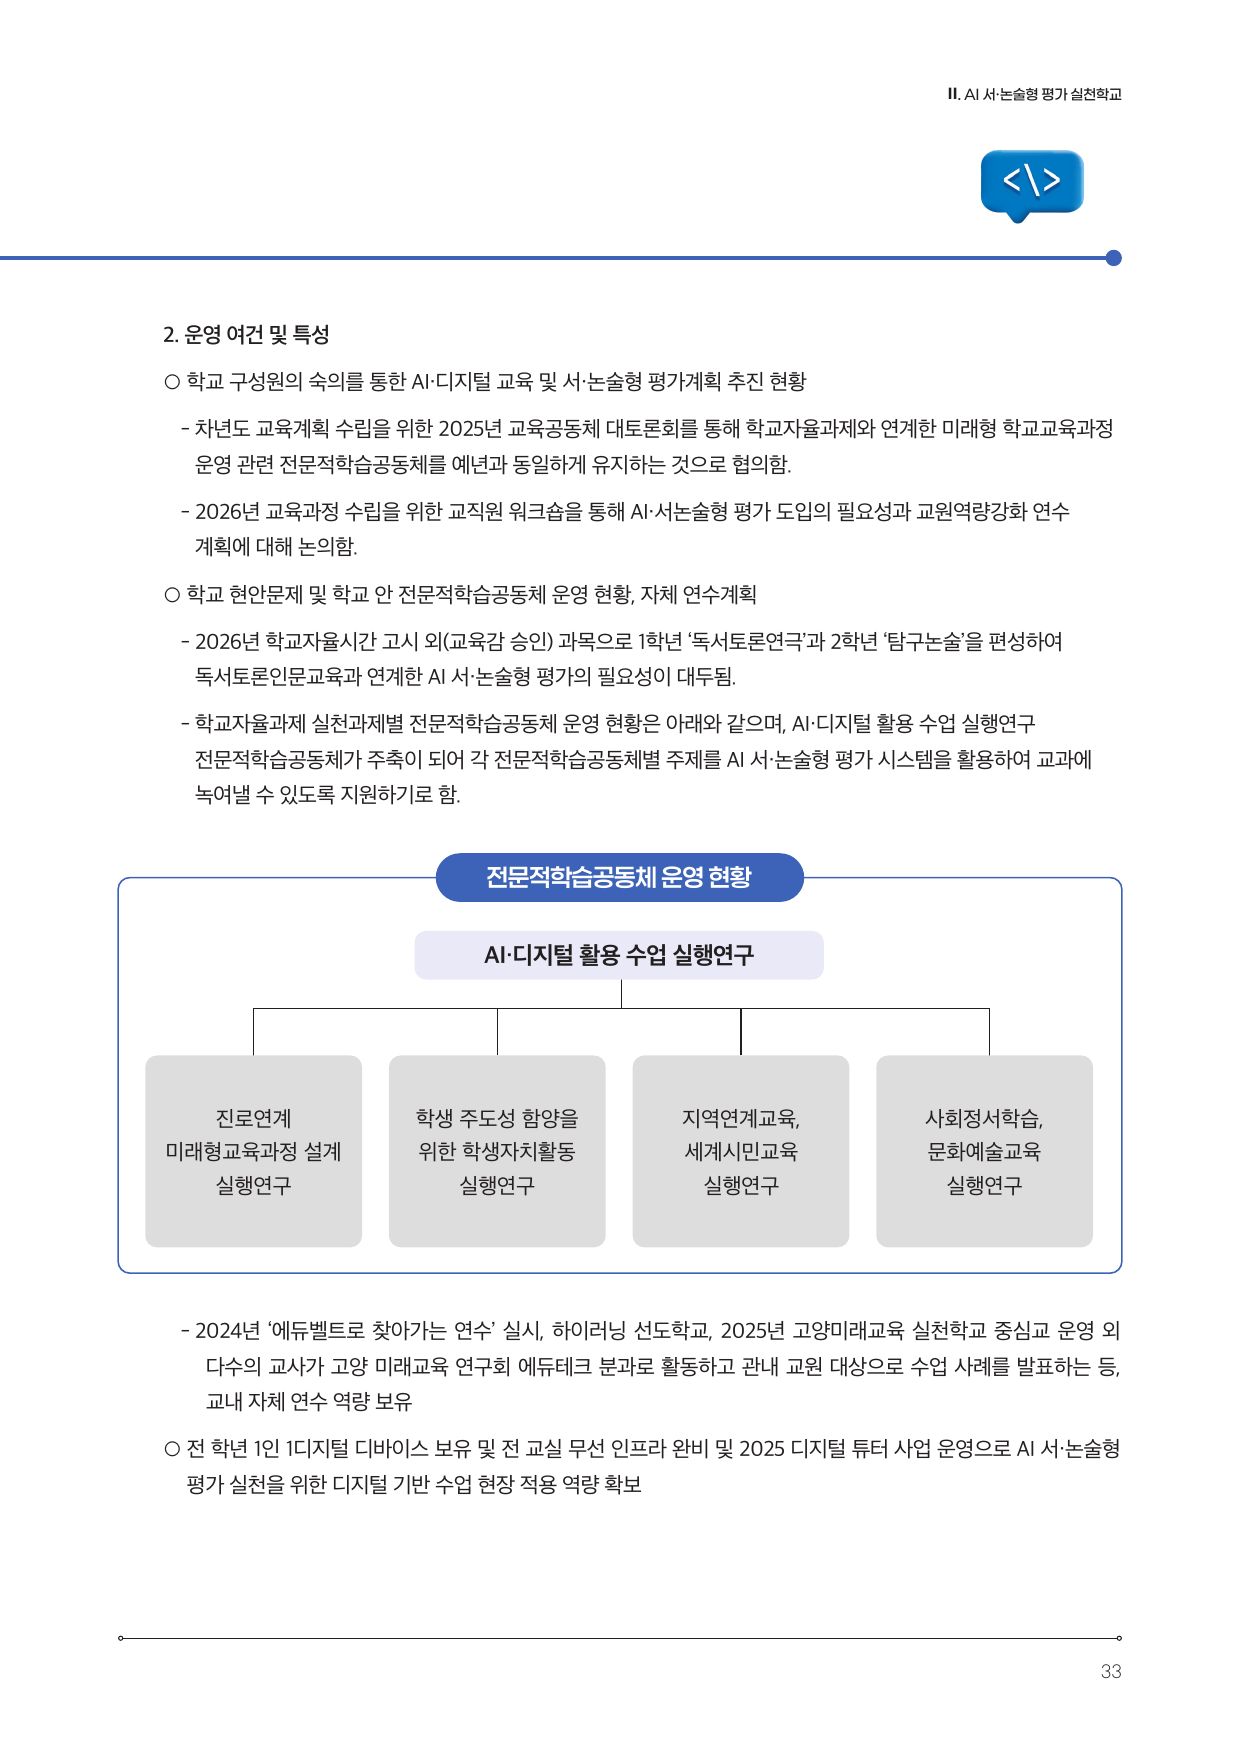 II. AI 서·논술형 평가 실천학교
<\>
2. 운영 여건 및 특성
○ 학교 구성원의 숙의를 통한 AI·디지털 교육 및 서·논술형 평가계획 추진 현황
- 차년도 교육계획 수립을 위한 2025년 교육공동체 대토론회를 통해 학교자율과제와 연계한 미래형 학교교육과정
운영 관련 전문적학습공동체를 예년과 동일하게 유지하는 것으로 협의함.
- 2026년 교육과정 수립을 위한 교직원 워크숍을 통해 AI·서논술형 평가 도입의 필요성과 교원역량강화 연수
계획에 대해 논의함.
○ 학교 현안문제 및 학교 안 전문적학습공동체 운영 현황, 자체 연수계획
- 2026년 학교자율시간 고시 외(교육감 승인) 과목으로 1학년 ‘독서토론연극’과 2학년 ‘탐구논술’을 편성하여
독서토론인문교육과 연계한 AI 서·논술형 평가의 필요성이 대두됨.
- 학교자율과제 실천과제별 전문적학습공동체 운영 현황은 아래와 같으며, AI·디지털 활용 수업 실행연구
전문적학습공동체가 주축이 되어 각 전문적학습공동체별 주제를 AI 서·논술형 평가 시스템을 활용하여 교과에
녹여낼 수 있도록 지원하기로 함.
전문적학습공동체 운영 현황
AI·디지털 활용 수업 실행연구
진로연계
미래형교육과정 설계
실행연구
학생 주도성 함양을
위한 학생자치활동
실행연구
지역연계교육,
세계시민교육
실행연구
사회정서학습,
문화예술교육
실행연구
- 2024년 ‘에듀벨트로 찾아가는 연수’ 실시, 하이러닝 선도학교, 2025년 고양미래교육 실천학교 중심교 운영 외
다수의 교사가 고양 미래교육 연구회 에듀테크 분과로 활동하고 관내 교원 대상으로 수업 사례를 발표하는 등,
교내 자체 연수 역량 보유
○ 전 학년 1인 1디지털 디바이스 보유 및 전 교실 무선 인프라 완비 및 2025 디지털 튜터 사업 운영으로 AI 서·논술형
평가 실천을 위한 디지털 기반 수업 현장 적용 역량 확보
33